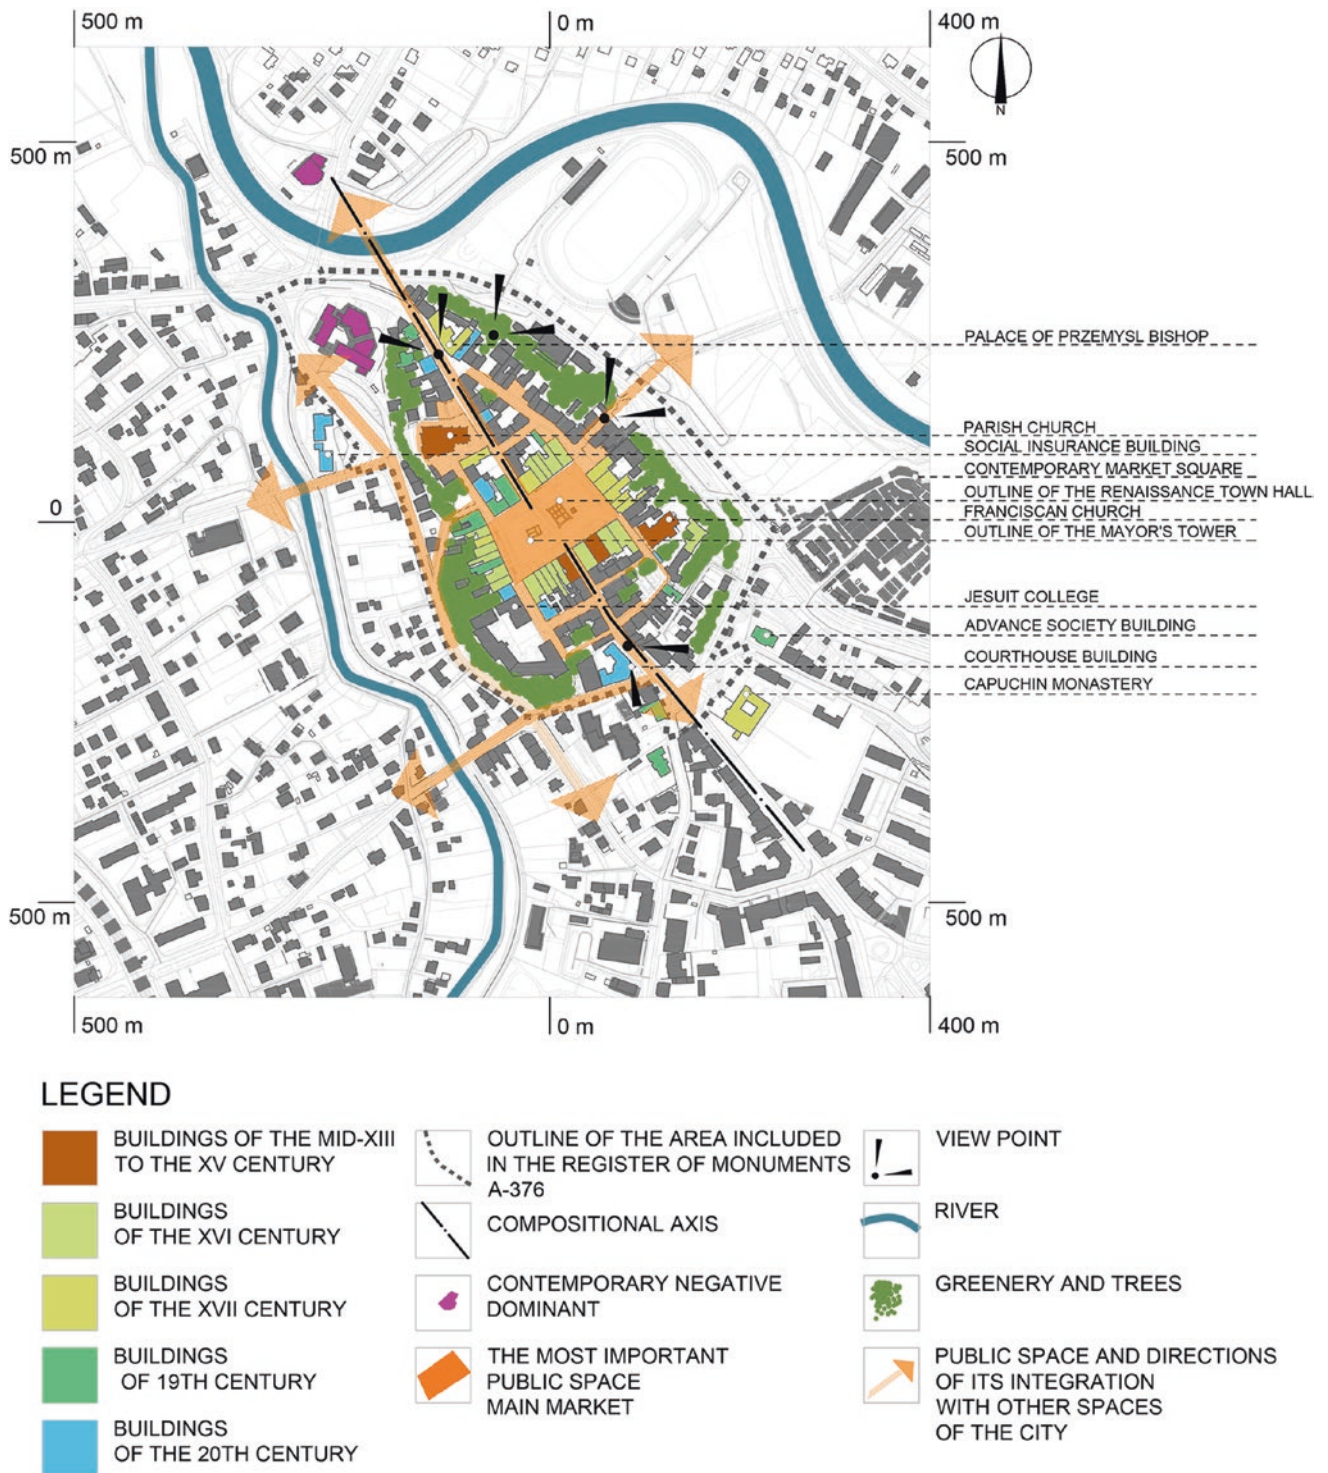 500 m
0 m
400 m
N
500 m
500 m
PALACE OF PRZEMYSL BISHOP
PARISH CHURCH
SOCIAL INSURANCE BUILDING
CONTEMPORARY MARKET SQUARE
OUTLINE OF THE RENAISSANCE TOWN HALL
0
FRANCISCAN CHURCH
OUTLINE OF THE MAYOR'S TOWER
JESUIT COLLEGE
ADVANCE SOCIETY BUILDING
COURTHOUSE BUILDING
CAPUCHIN MONASTERY
500 m
500 m
500 m
0 m
400 m
LEGEND
BUILDINGS OF THE MID-XIII
TO THE XV CENTURY
BUILDINGS
OF THE XVI CENTURY
BUILDINGS
OF THE XVII CENTURY
BUILDINGS
OF 19TH CENTURY
BUILDINGS
OF THE 20TH CENTURY
OUTLINE OF THE AREA INCLUDED
IN THE REGISTER OF MONUMENTS
A-376
COMPOSITIONAL AXIS
CONTEMPORARY NEGATIVE
DOMINANT
THE MOST IMPORTANT
PUBLIC SPACE
MAIN MARKET
VIEW POINT
RIVER
GREENERY AND TREES
PUBLIC SPACE AND DIRECTIONS
OF ITS INTEGRATION
WITH OTHER SPACES
OF THE CITY